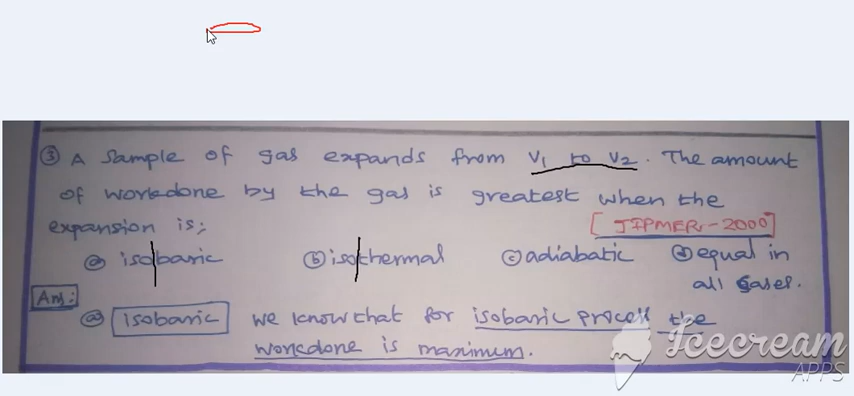 ③ A sample of gas expands from V1 to V2. The amount
of workdone by the gas is greatest when the
expansion is;
[JIPMER-2000]
ⓐ isobaric ⓑ isothermal ⓒ adiabatic ⓓ equal in
all cases.
Ans:
ⓐ isobaric we know that for isobaric process the
workdone is maximum.
Icecream
APPS